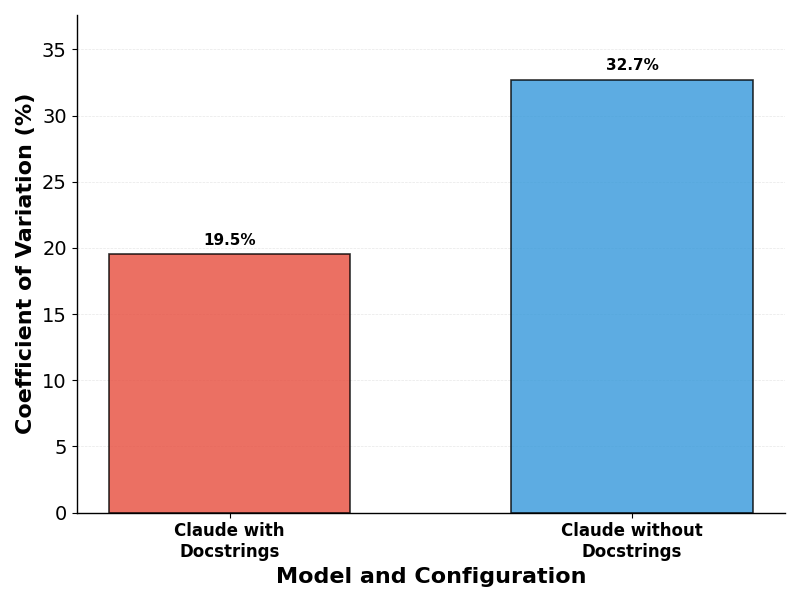 35
30
25
20
15
10
5
0
Coefficient of Variation (%)
19.5%
32.7%
Claude with
Docstrings
Claude without
Docstrings
Model and Configuration